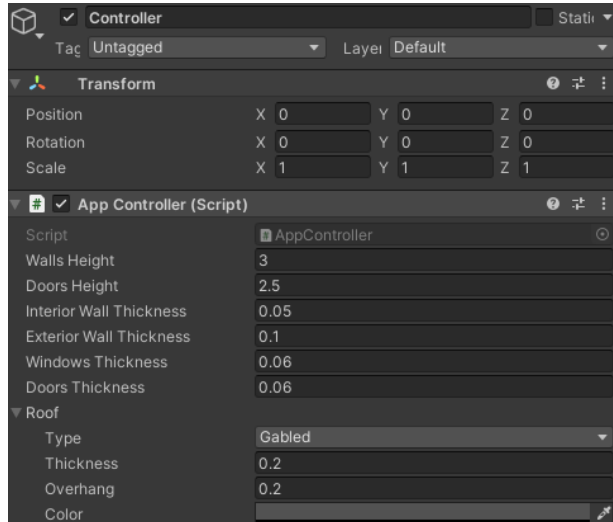 Controller Static
Tag Untagged Layer Default
Transform
Position X 0 Y 0 Z 0
Rotation X 0 Y 0 Z 0
Scale X 1 Y 1 Z 1
# App Controller (Script)
Script AppController
Walls Height 3
Doors Height 2.5
Interior Wall Thickness 0.05
Exterior Wall Thickness 0.1
Windows Thickness 0.06
Doors Thickness 0.06
Roof
Type Gabled
Thickness 0.2
Overhang 0.2
Color